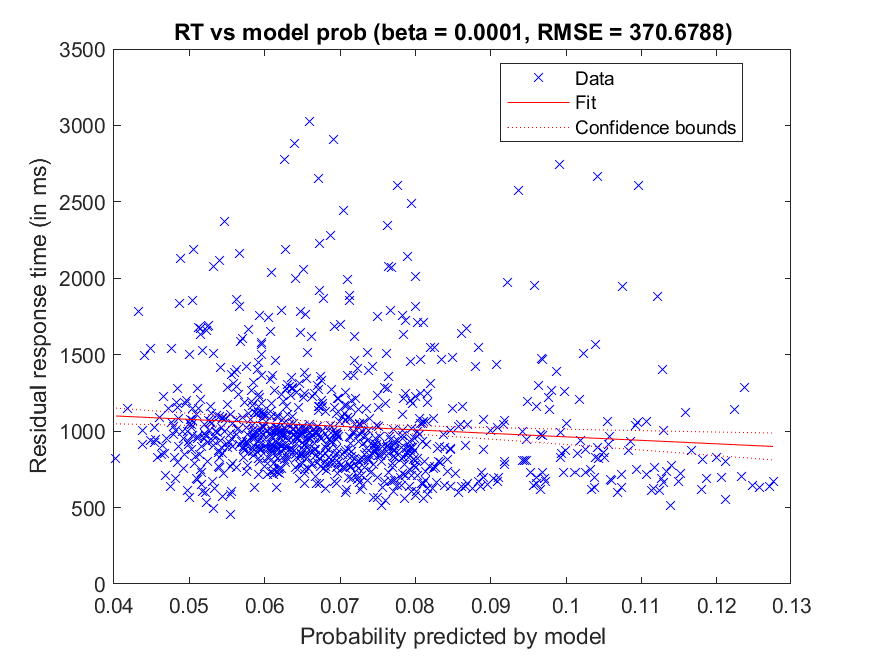 RT vs model prob (beta = 0.0001, RMSE = 370.6788)
Data
Fit
Confidence bounds
Residual response time (in ms)
3500
3000
2500
2000
1500
1000
500
0
0.04 0.05 0.06 0.07 0.08 0.09 0.1 0.11 0.12 0.13
Probability predicted by model